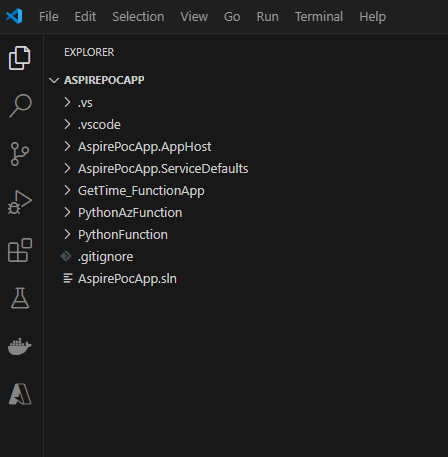 File Edit Selection View Go Run Terminal Help
EXPLORER
ASPIREPOCAPP
.vs
.vscode
AspirePocApp.AppHost
AspirePocApp.ServiceDefaults
GetTime_FunctionApp
PythonAzFunction
PythonFunction
.gitignore
AspirePocApp.sln